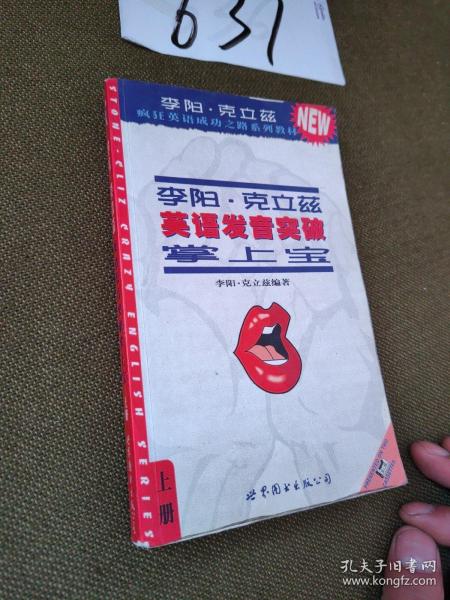 631
李阳·克立兹
疯狂英语成功之路系列教材
NEW
李阳·克立兹
英语发音突破
掌上宝
李阳·克立兹编著
STONE·CLIZ CRAZY ENGLISH SERIES
上册
世界图书出版公司
孔夫子旧书网
www.kongfz.com